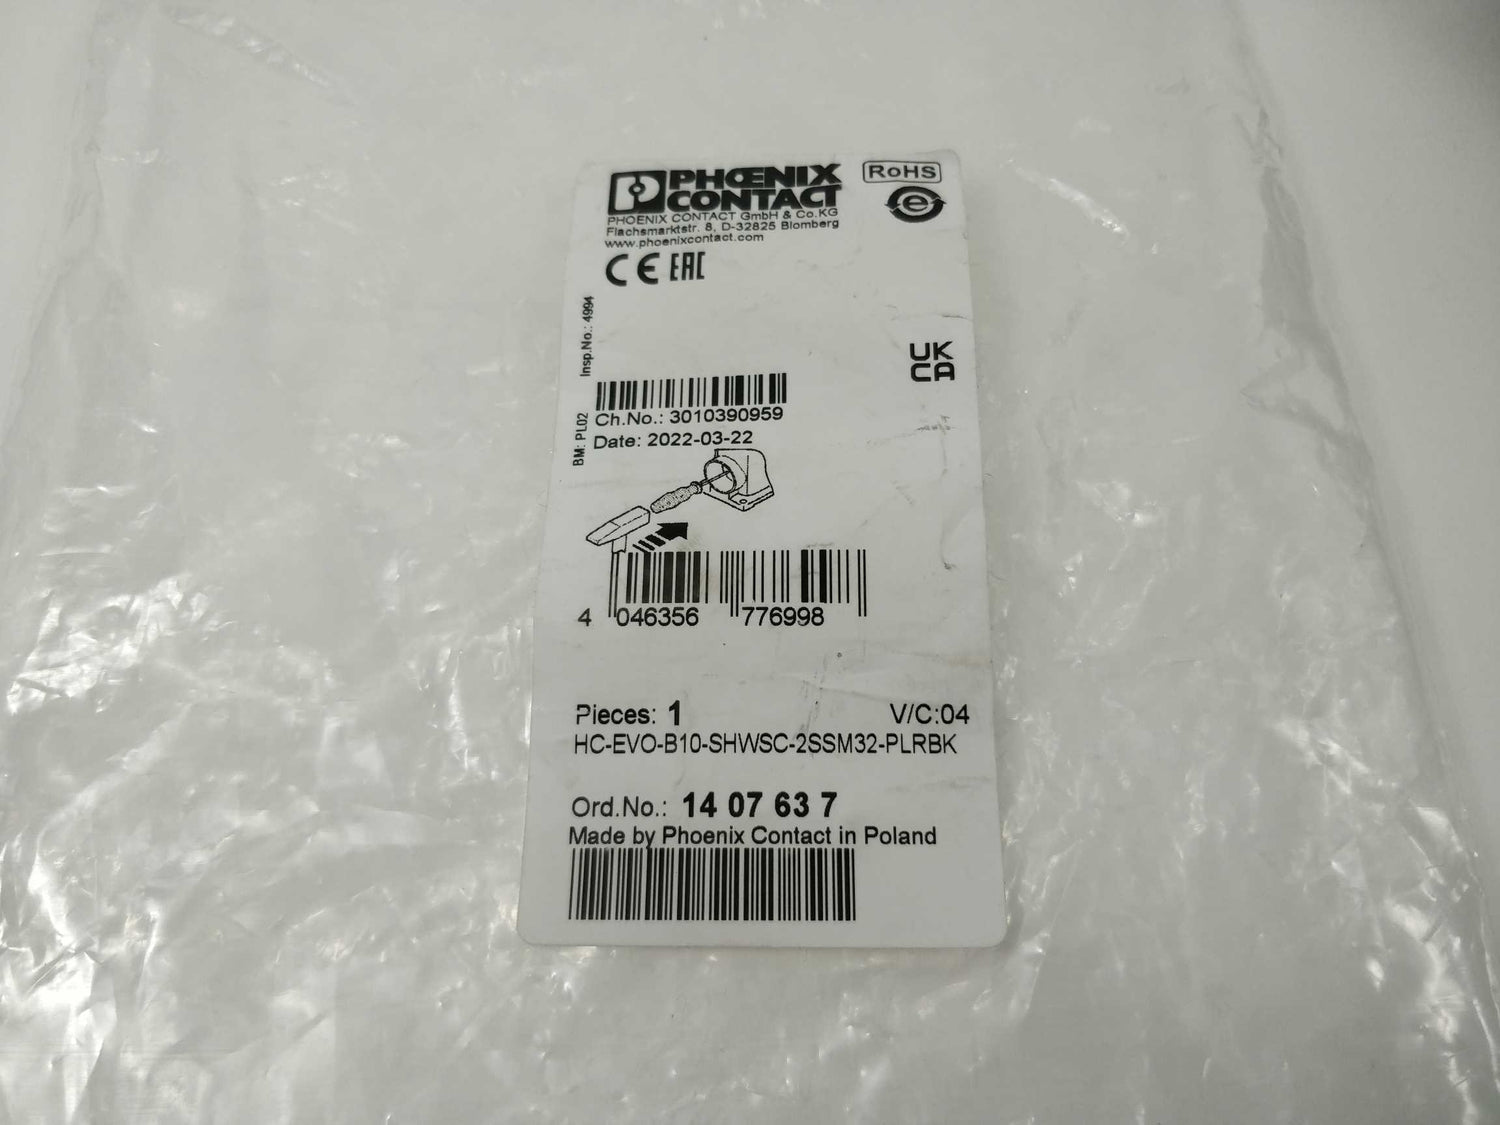 PHŒNIX
CONTACT
RoHS
e
PHOENIX CONTACT GmbH & Co.KG
Flachsmarktstr. 8, D-32825 Blomberg
www.phoenixcontact.com
CE EAC
Insp.No.: 4994
UK
CA
BM: PL02
Ch.No.: 3010390959
Date: 2022-03-22
4 046356 776998
Pieces: 1 V/C:04
HC-EVO-B10-SHWSC-2SSM32-PLRBK
Ord.No.: 14 07 63 7
Made by Phoenix Contact in Poland